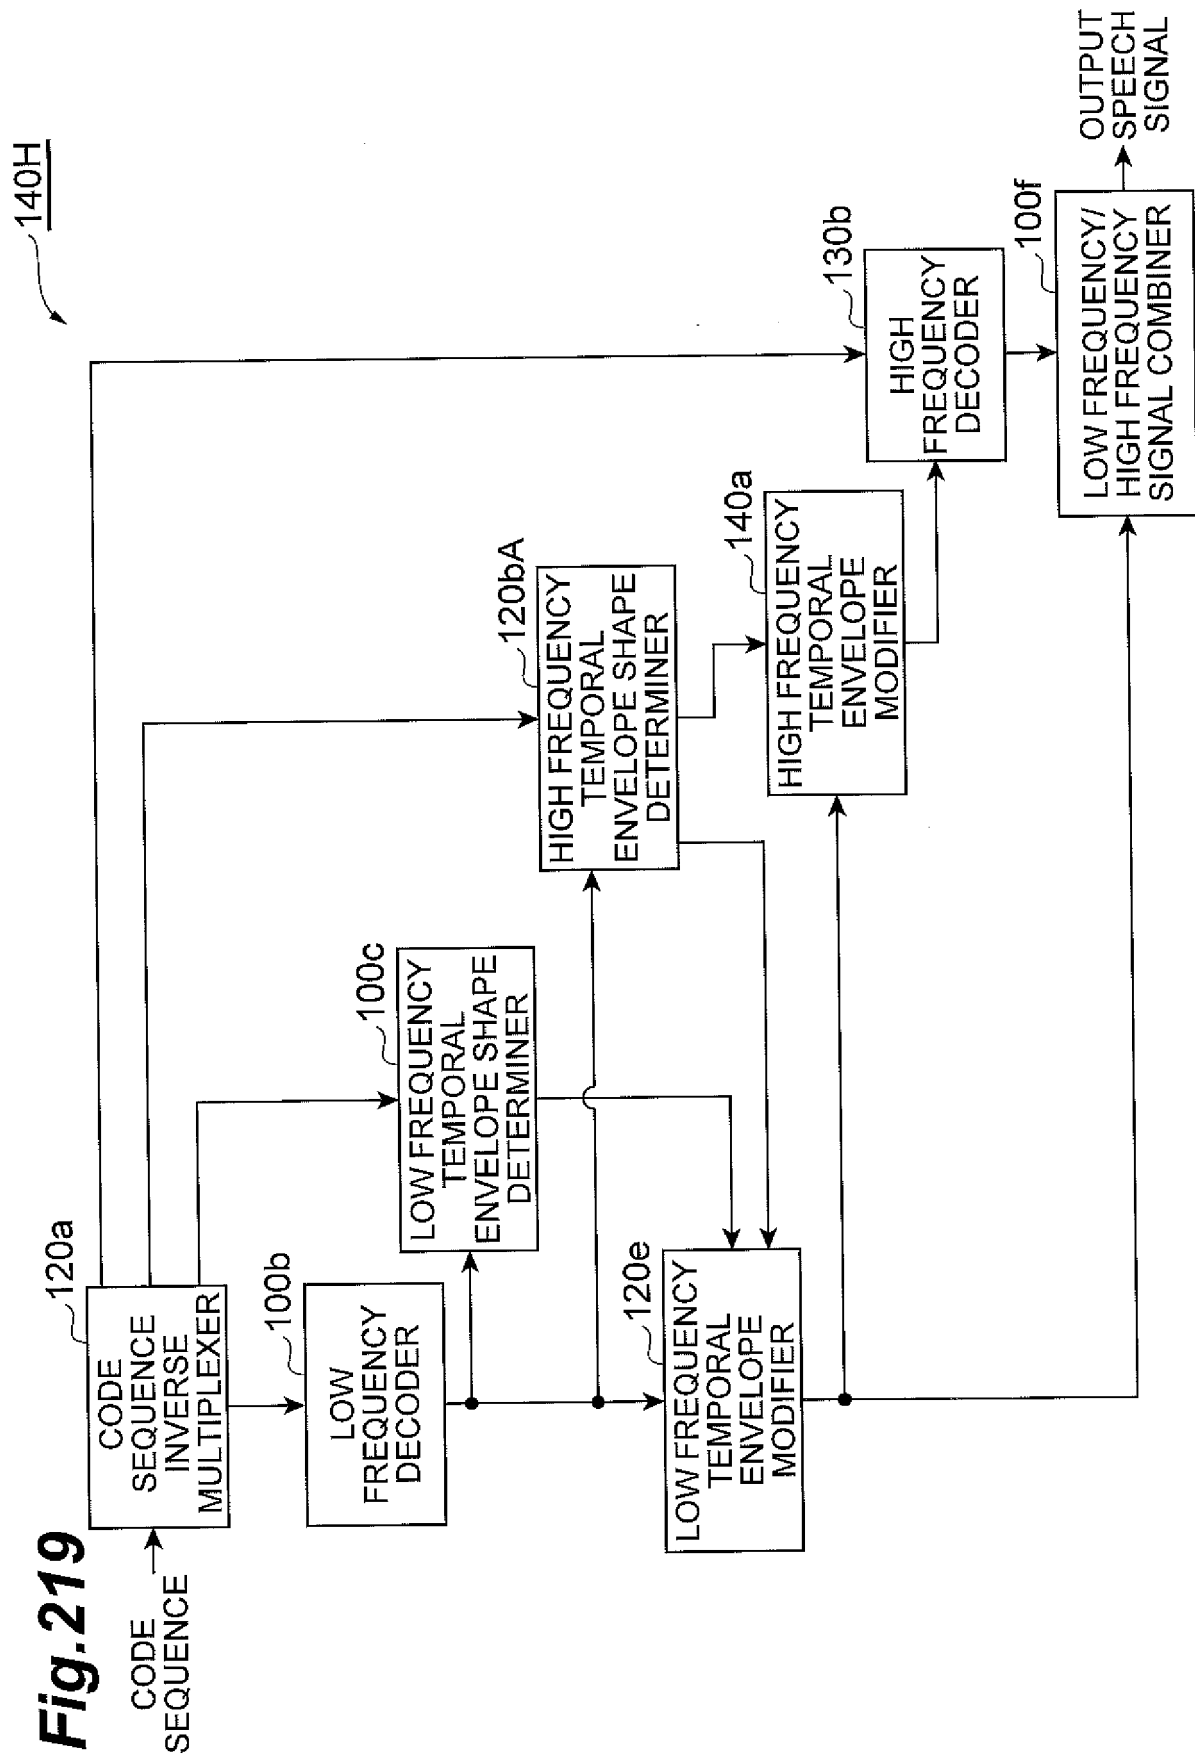 Fig.219
140H
CODE
SEQUENCE
120a
CODE
SEQUENCE
INVERSE
MULTIPLEXER
100b
LOW
FREQUENCY
DECODER
100c
LOW FREQUENCY
TEMPORAL
ENVELOPE SHAPE
DETERMINER
120bA
HIGH FREQUENCY
TEMPORAL
ENVELOPE SHAPE
DETERMINER
120e
LOW FREQUENCY
TEMPORAL
ENVELOPE
MODIFIER
140a
HIGH FREQUENCY
TEMPORAL
ENVELOPE
MODIFIER
130b
HIGH
FREQUENCY
DECODER
100f
LOW FREQUENCY/
HIGH FREQUENCY
SIGNAL COMBINER
OUTPUT
SPEECH
SIGNAL